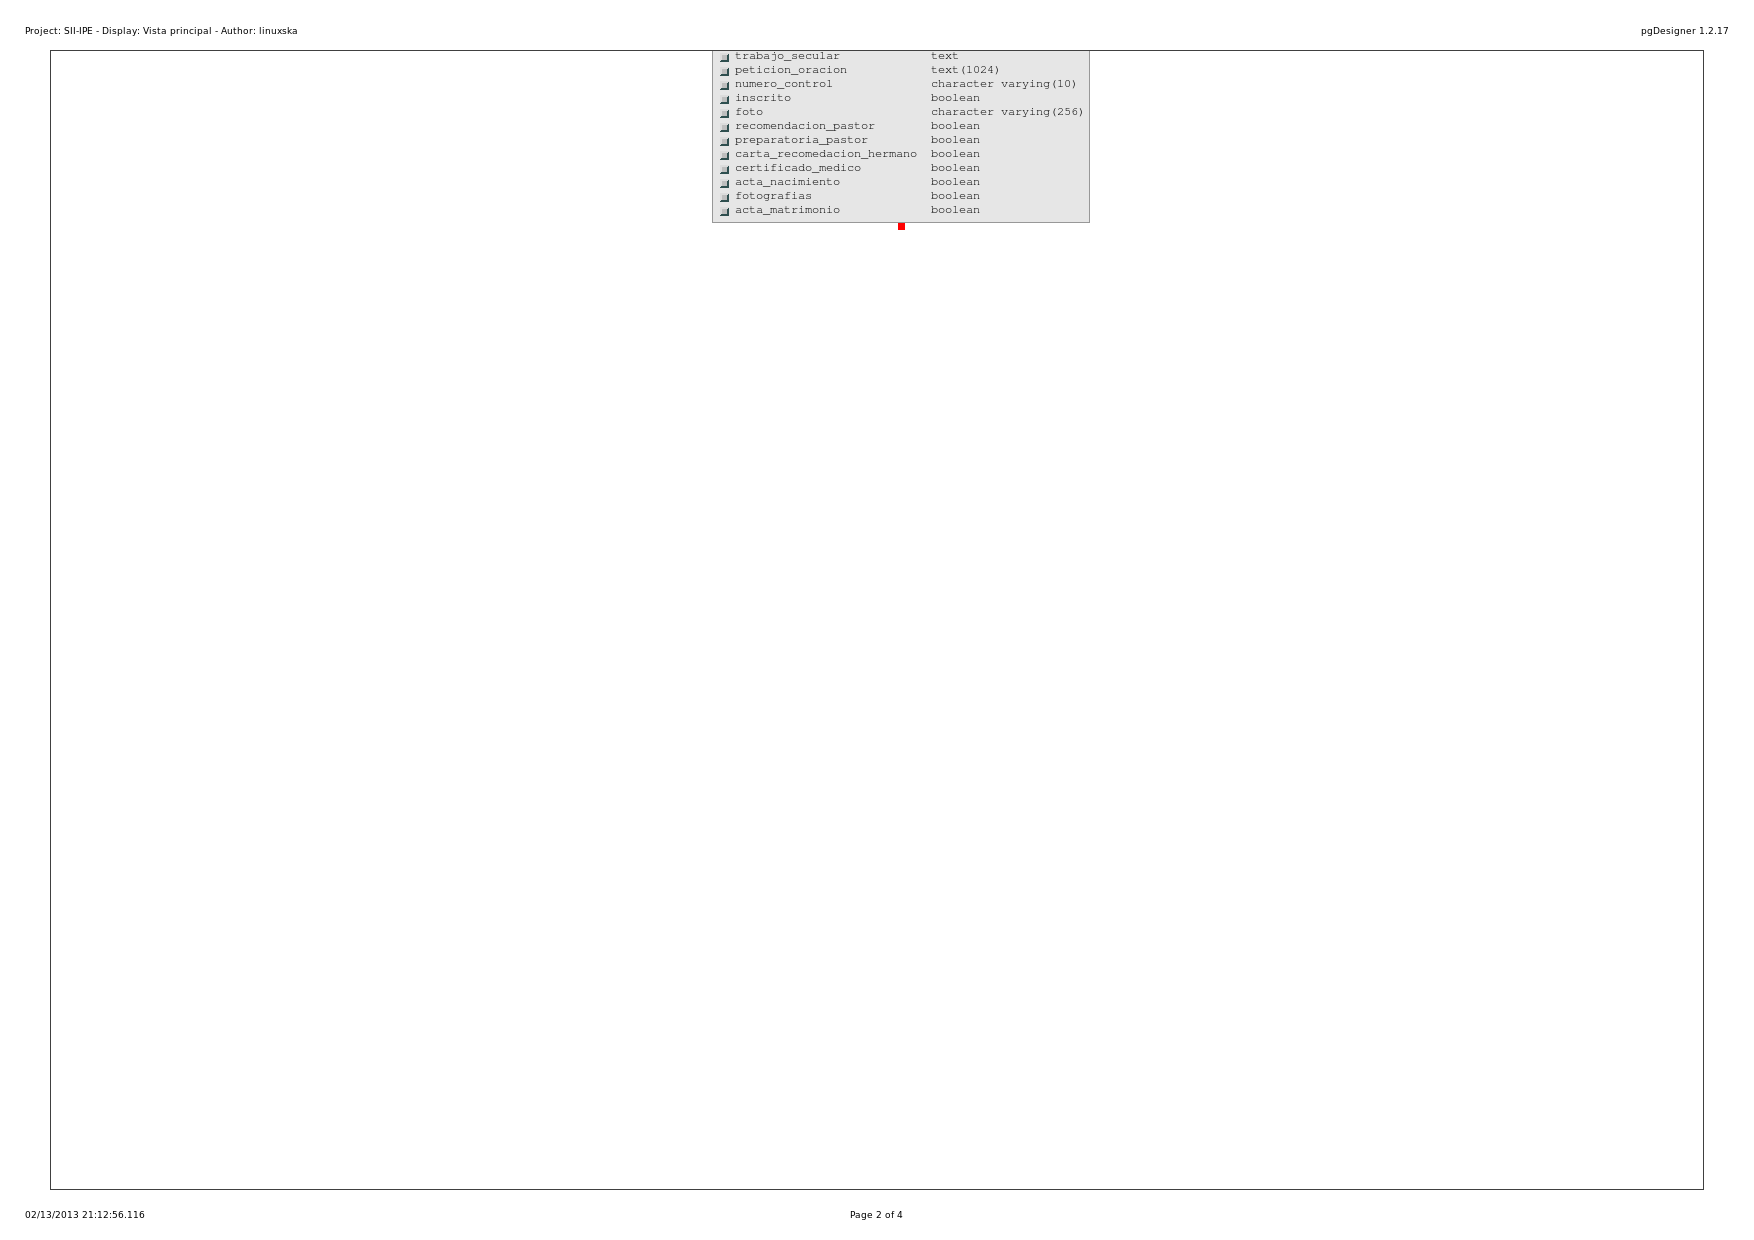 Project: SII-IPE - Display: Vista principal - Author: linuxska pgDesigner 1.2.17
trabajo_secular text
peticion_oracion text(1024)
numero_control character varying(10)
inscrito boolean
foto character varying(256)
recomendacion_pastor boolean
preparatoria_pastor boolean
carta_recomedacion_hermano boolean
certificado_medico boolean
acta_nacimiento boolean
fotografias boolean
acta_matrimonio boolean
02/13/2013 21:12:56.116 Page 2 of 4